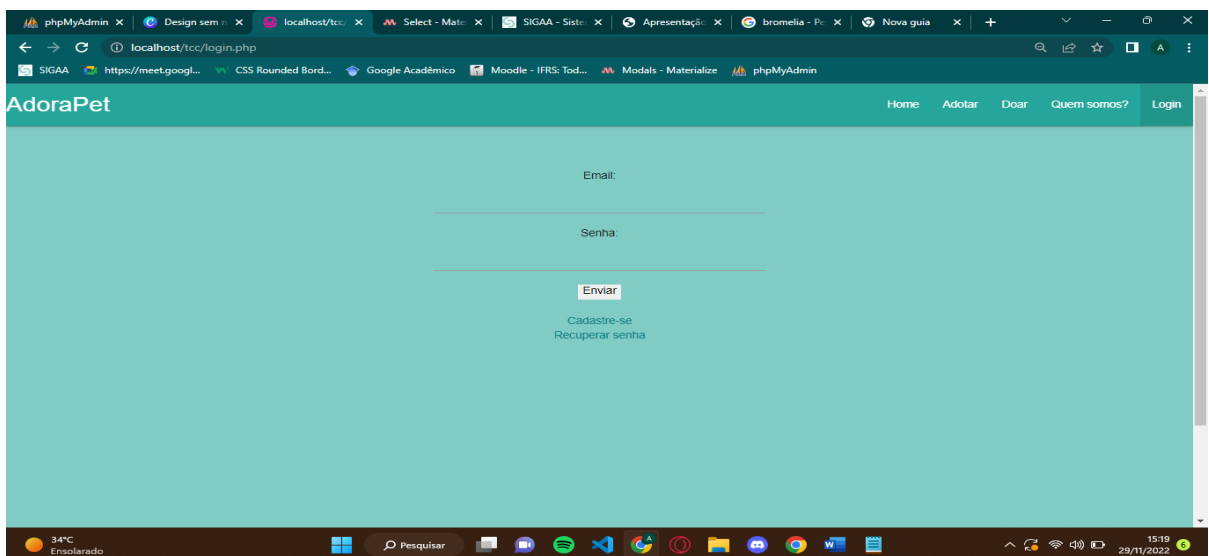 phpMyAdmin
Design sem n
localhost/tcc/
Select - Mate
SIGAA - Siste
Apresentação
bromelia - Pe
Nova guia
localhost/tcc/login.php
A
SIGAA
https://meet.googl...
CSS Rounded Bord...
Google Acadêmico
Moodle - IFRS: Tod...
Modals - Materialize
phpMyAdmin
AdoraPet
Home
Adotar
Doar
Quem somos?
Login
Email:
Senha:
Enviar
Cadastre-se
Recuperar senha
34°C
Ensolarado
Pesquisar
15:19
29/11/2022
6